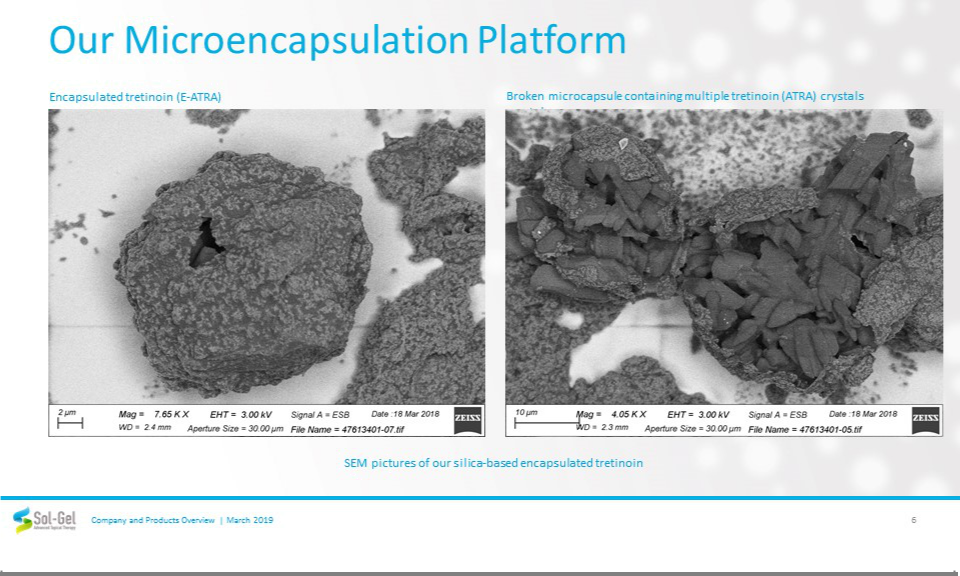 Our Microencapsulation Platform
Encapsulated tretinoin (E-ATRA)
Broken microcapsule containing multiple tretinoin (ATRA) crystals
2 µm
Mag = 7.65 K X EHT = 3.00 kV Signal A = ESB Date :18 Mar 2018
WD = 2.4 mm Aperture Size = 30.00 µm File Name = 47613401-07.tif
ZEISS
10 µm
Mag = 4.05 K X EHT = 3.00 kV Signal A = ESB Date :18 Mar 2018
WD = 2.3 mm Aperture Size = 30.00 µm File Name = 47613401-05.tif
ZEISS
SEM pictures of our silica-based encapsulated tretinoin
Sol-Gel
Advanced Topical Therapy
Company and Products Overview | March 2019
6